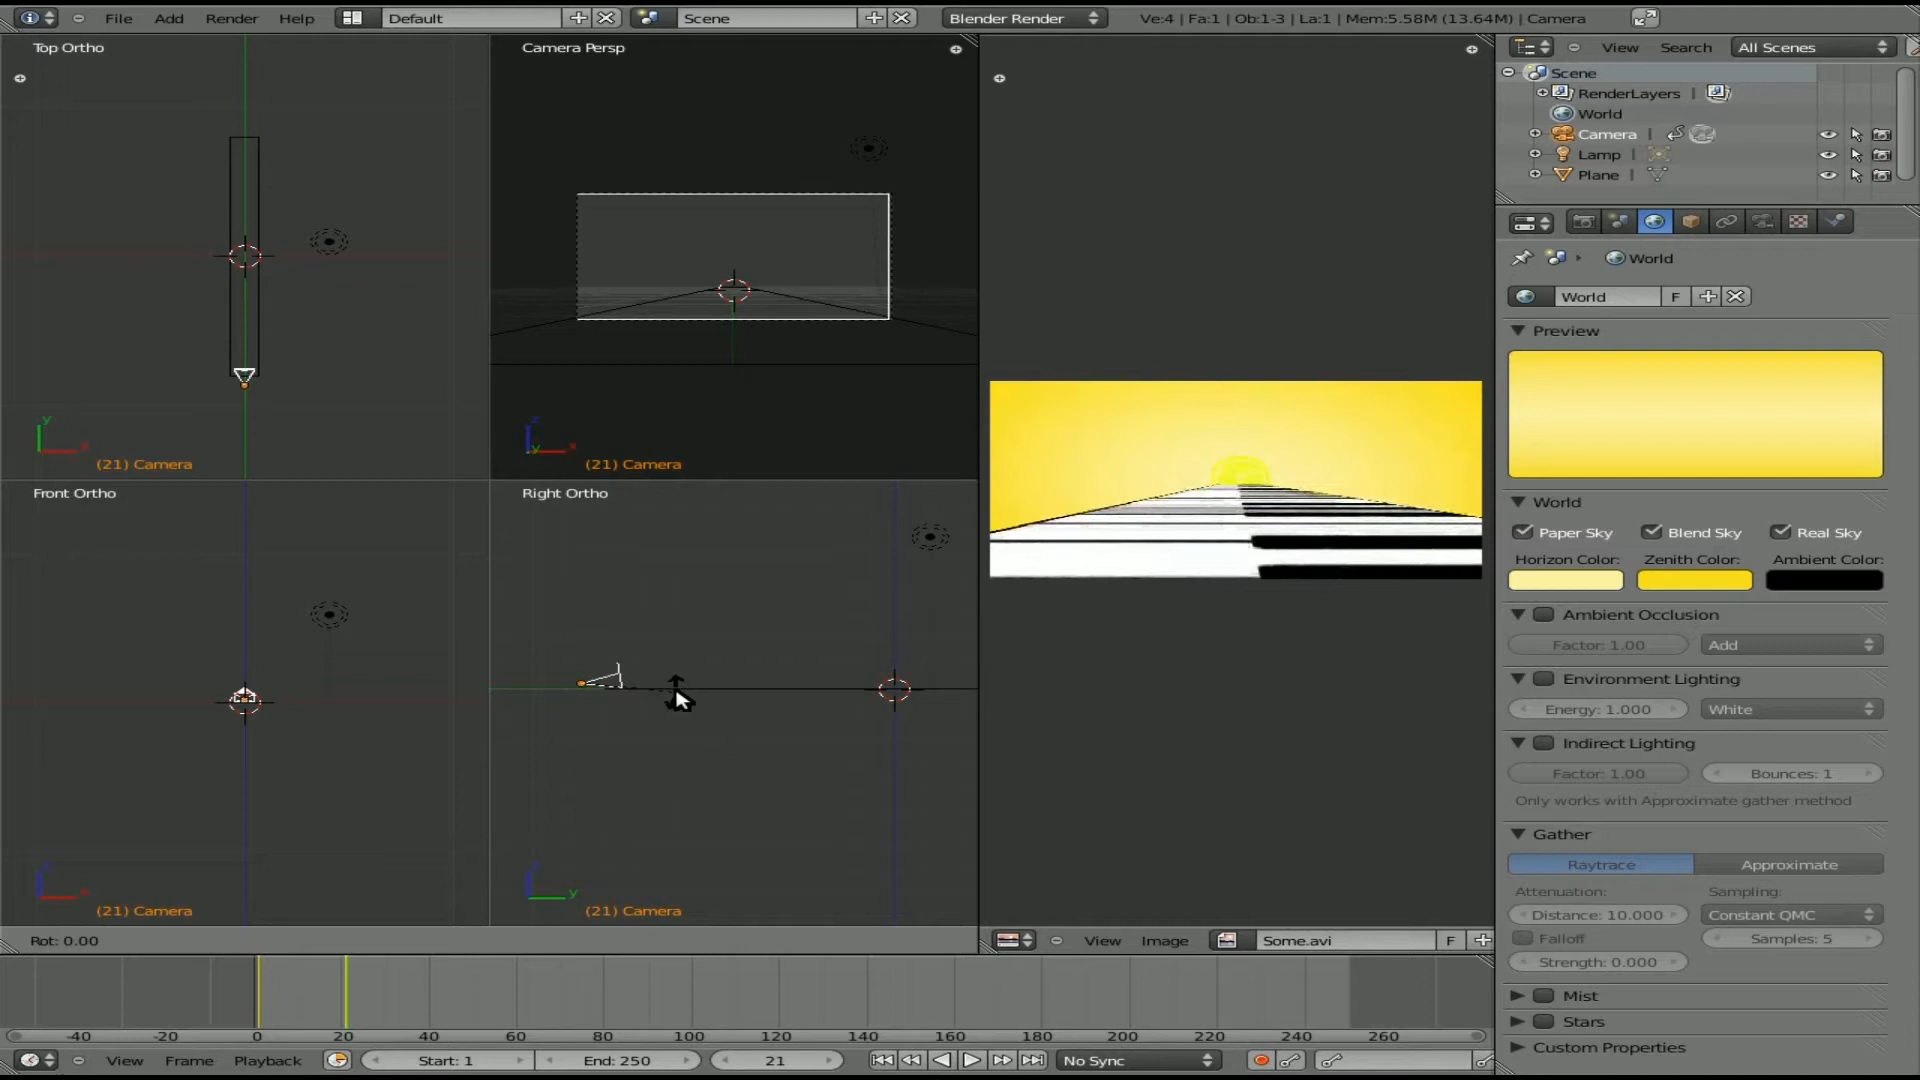 File Add Render Help Default Scene Blender Render Ve:4 | Fa:1 | Ob:1-3 | La:1 | Mem:5.58M (13.64M) | Camera
Top Ortho
Camera Persp
View Search All Scenes
Scene
RenderLayers |
World
Camera |
Lamp |
Plane |
World
World F
Preview
World
Paper Sky Blend Sky Real Sky
Horizon Color: Zenith Color: Ambient Color:
Ambient Occlusion
Factor: 1.00 Add
Environment Lighting
Energy: 1.000 White
Indirect Lighting
Factor: 1.00 Bounces: 1
Only works with Approximate gather method
Gather
Raytrace Approximate
Attenuation: Sampling:
Distance: 10.000 Constant QMC
Falloff Samples: 5
Strength: 0.000
Mist
Stars
Custom Properties
y x
(21) Camera
z y x
(21) Camera
Front Ortho
Right Ortho
z x
(21) Camera
z y
(21) Camera
Rot: 0.00
View Image Some.avi F
-40 -20 0 20 40 60 80 100 120 140 160 180 200 220 240 260
View Frame Playback Start: 1 End: 250 21 No Sync